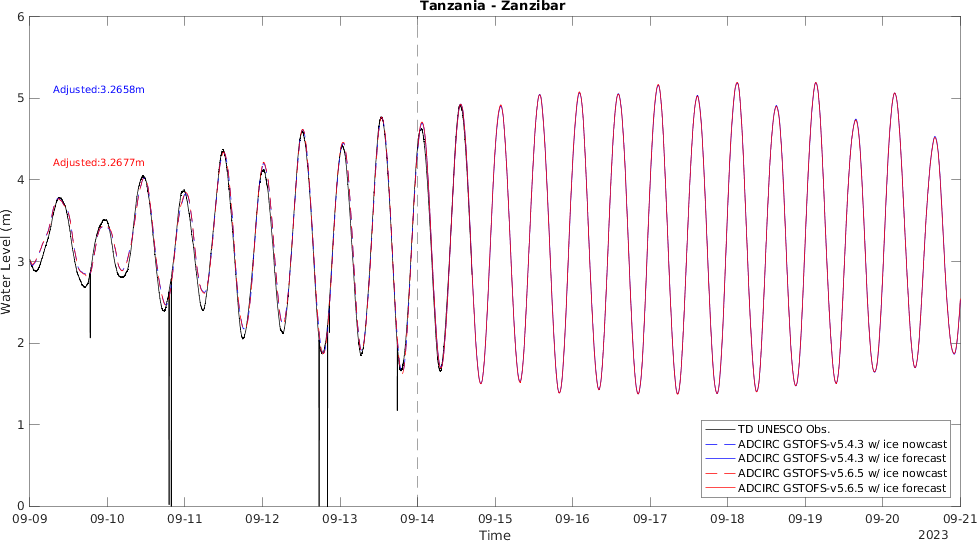 Tanzania - Zanzibar
6
5
4
3
2
1
0
Water Level (m)
Adjusted:3.2658m
Adjusted:3.2677m
TD UNESCO Obs.
ADCIRC GSTOFS-v5.4.3 w/ ice nowcast
ADCIRC GSTOFS-v5.4.3 w/ ice forecast
ADCIRC GSTOFS-v5.6.5 w/ ice nowcast
ADCIRC GSTOFS-v5.6.5 w/ ice forecast
09-09 09-10 09-11 09-12 09-13 09-14 09-15 09-16 09-17 09-18 09-19 09-20 09-21
Time
2023